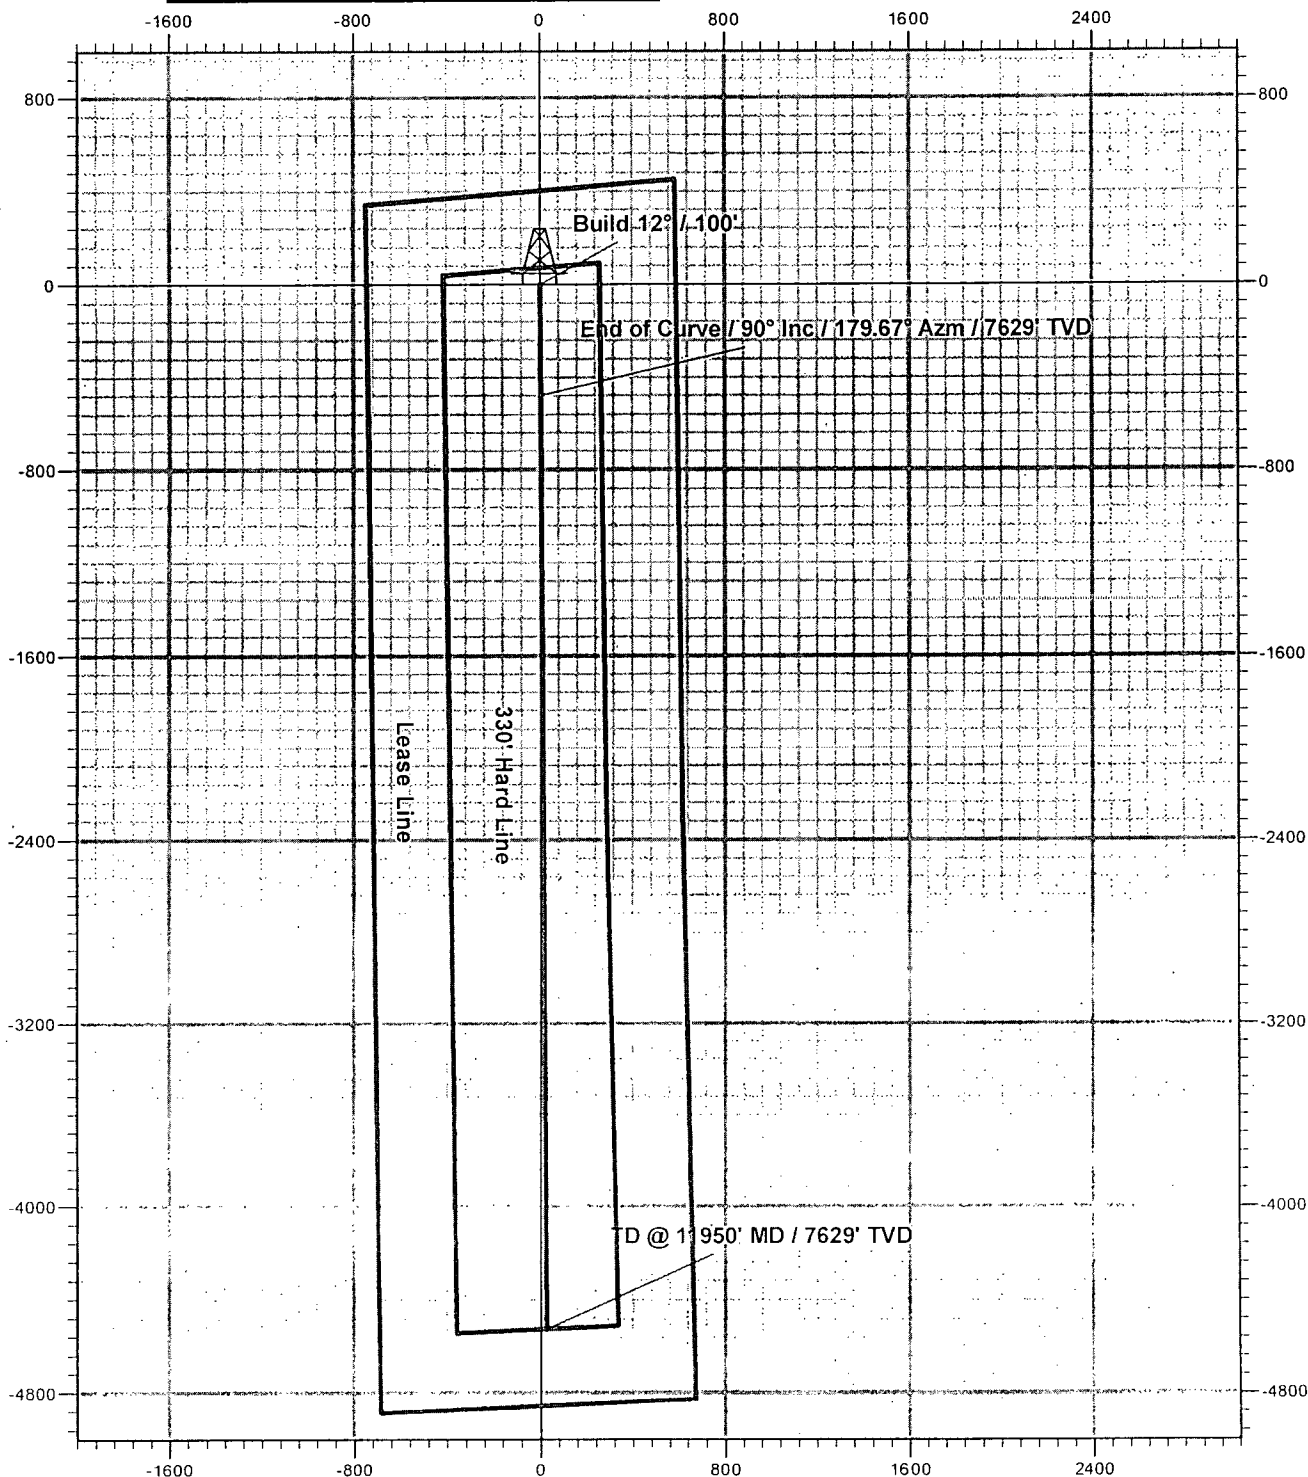 -1600 -800 0 800 1600 2400
800 800
Build 12° / 100'
0 0
End of Curve / 90° Inc / 179.67° Azm / 7629' TVD
-800 -800
-1600 -1600
Lease Line
330' Hard Line
-2400 -2400
-3200 -3200
-4000 -4000
TD @ 11950' MD / 7629' TVD
-4800 -4800
-1600 -800 0 800 1600 2400